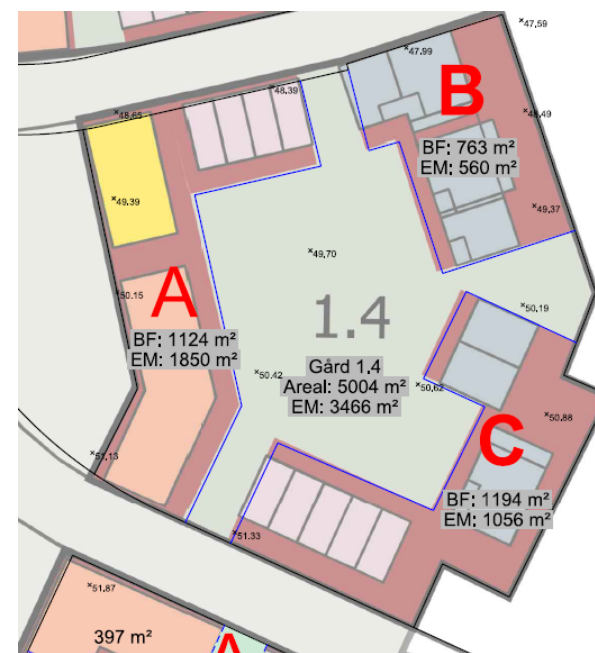 ×47,59
×47.99
B
×48.39
×48.49
×48.65
BF: 763 m²
EM: 560 m²
×49.39
×49,37
×49,70
A
×50.15
×50,19
1.4
BF: 1124 m²
EM: 1850 m²
Gård 1.4
Areal: 5004 m²
EM: 3466 m²
×50.42
×50,62
×50,88
C
×51.13
BF: 1194 m²
EM: 1056 m²
×51.33
×51.87
397 m²